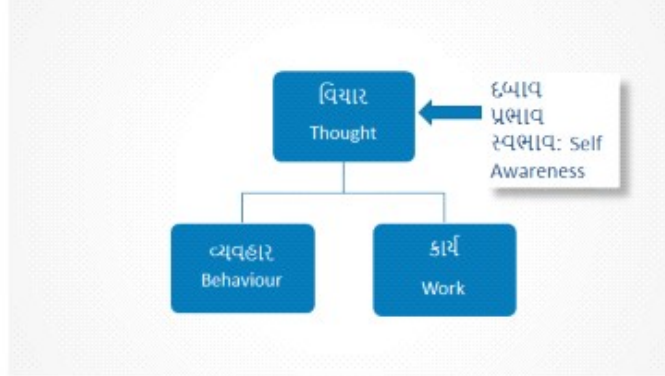 વિચાર
Thought
દબાવ
પ્રભાવ
સ્વભાવ: Self
Awareness
વ્યવહાર
Behaviour
કાર્ય
Work